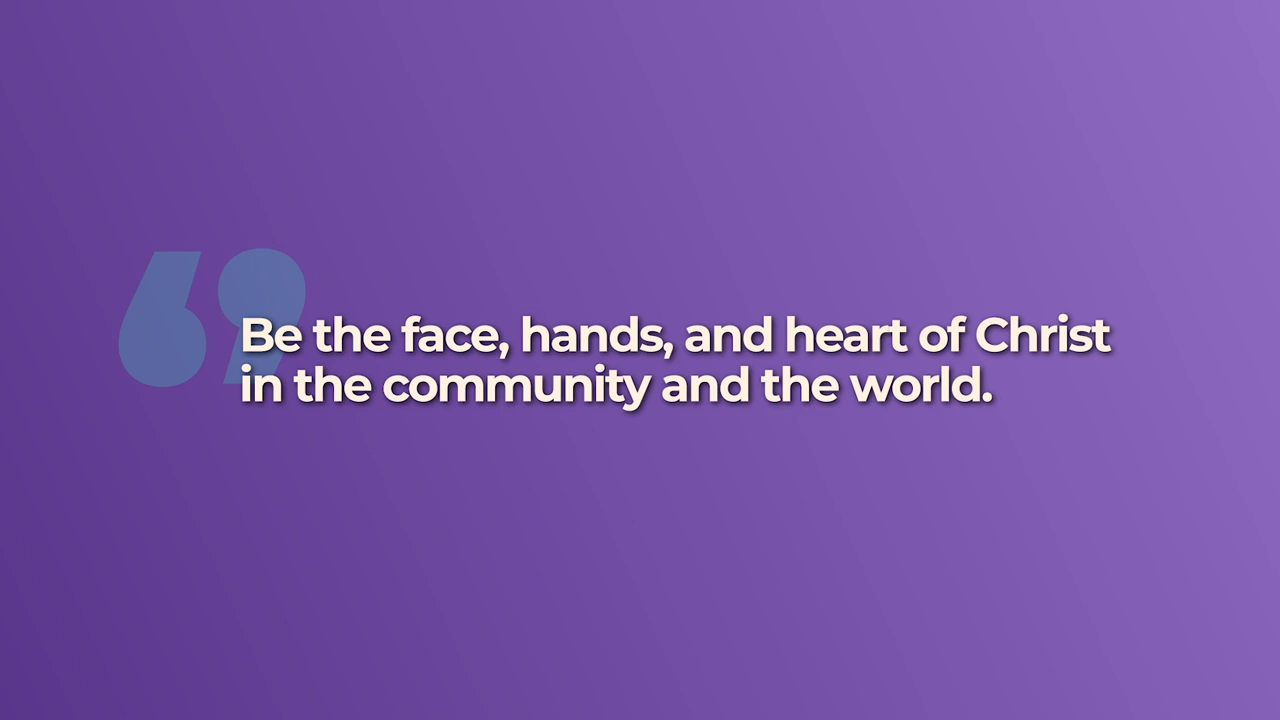 Be the face, hands, and heart of Christ
in the community and the world.